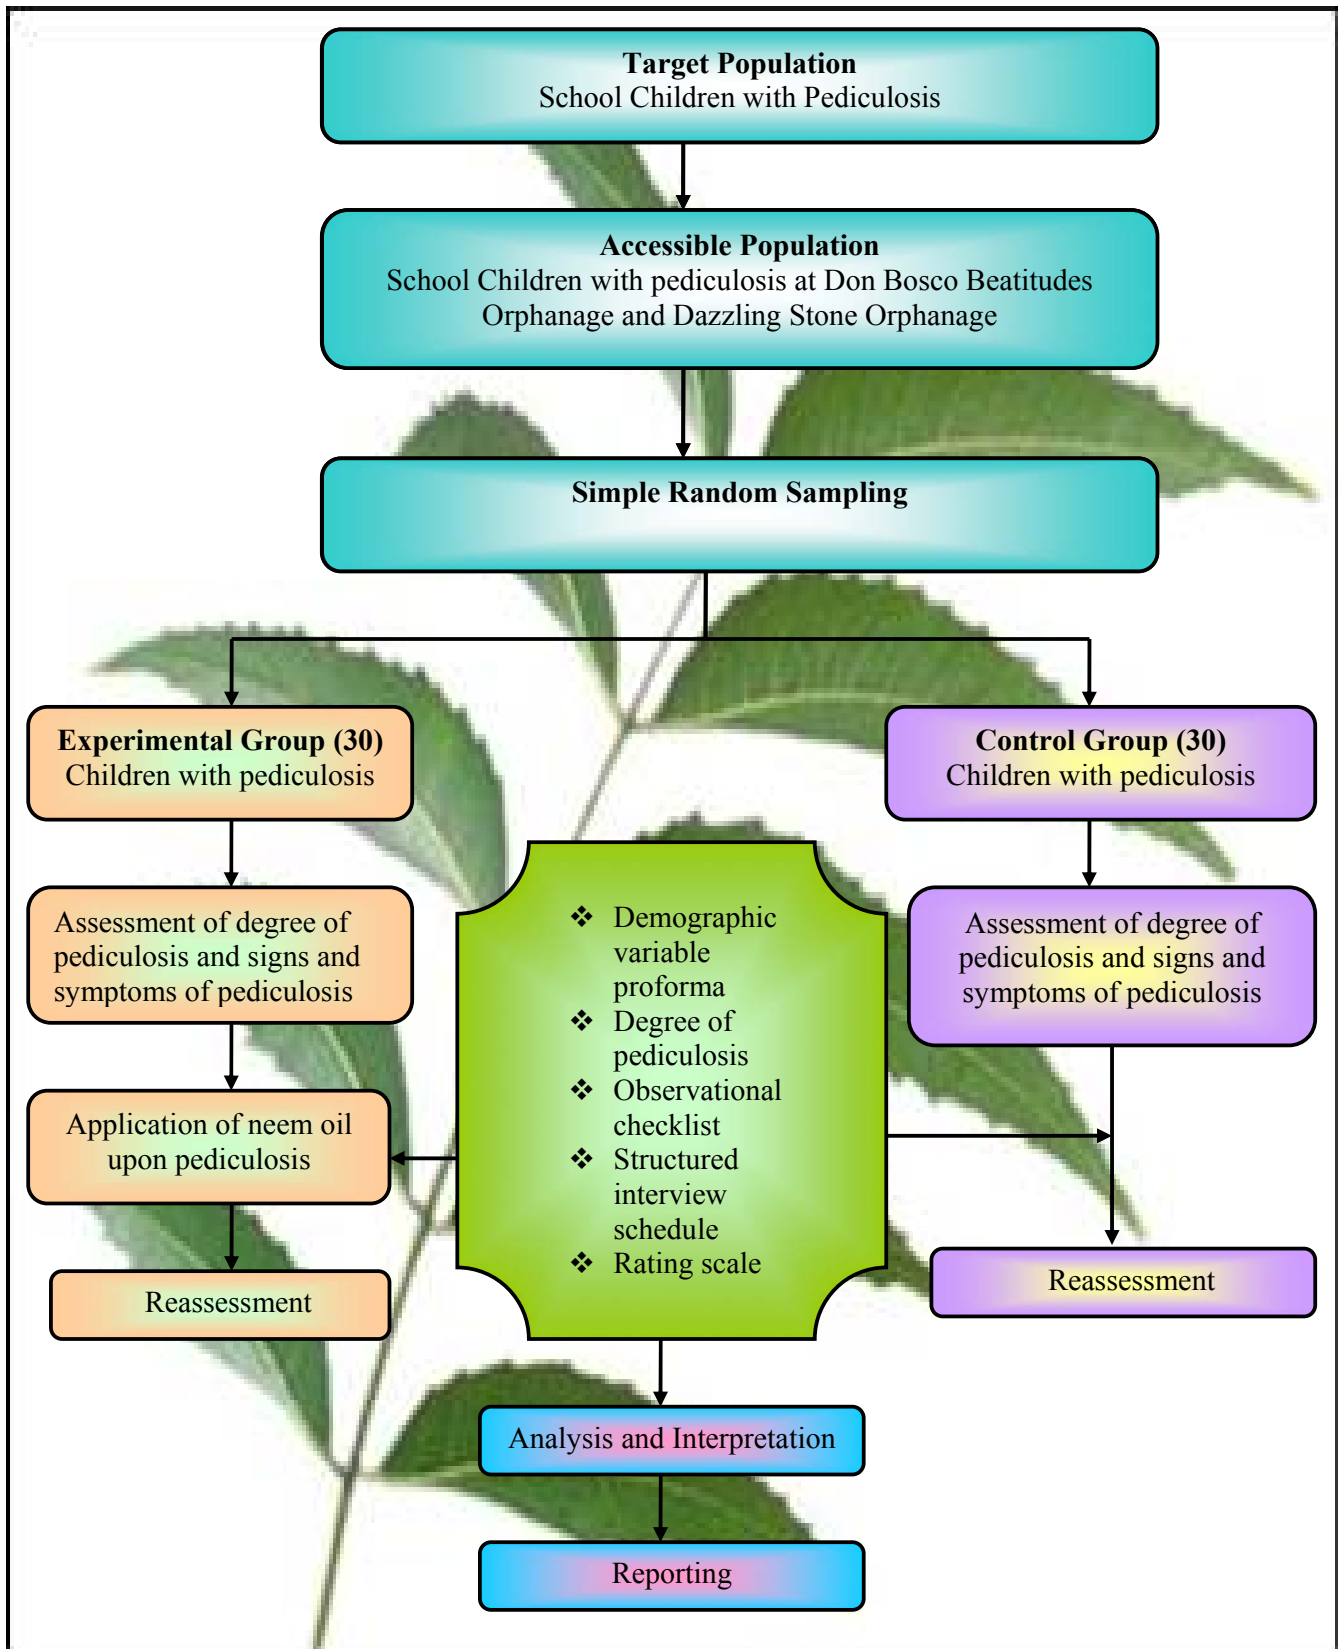 Target Population
School Children with Pediculosis
Accessible Population
School Children with pediculosis at Don Bosco Beatitudes
Orphanage and Dazzling Stone Orphanage
Simple Random Sampling
Experimental Group (30)
Children with pediculosis
Control Group (30)
Children with pediculosis
Assessment of degree of
pediculosis and signs and
symptoms of pediculosis
❖ Demographic
variable
proforma
❖ Degree of
pediculosis
❖ Observational
checklist
❖ Structured
interview
schedule
❖ Rating scale
Assessment of degree of
pediculosis and signs and
symptoms of pediculosis
Application of neem oil
upon pediculosis
Reassessment
Reassessment
Analysis and Interpretation
Reporting